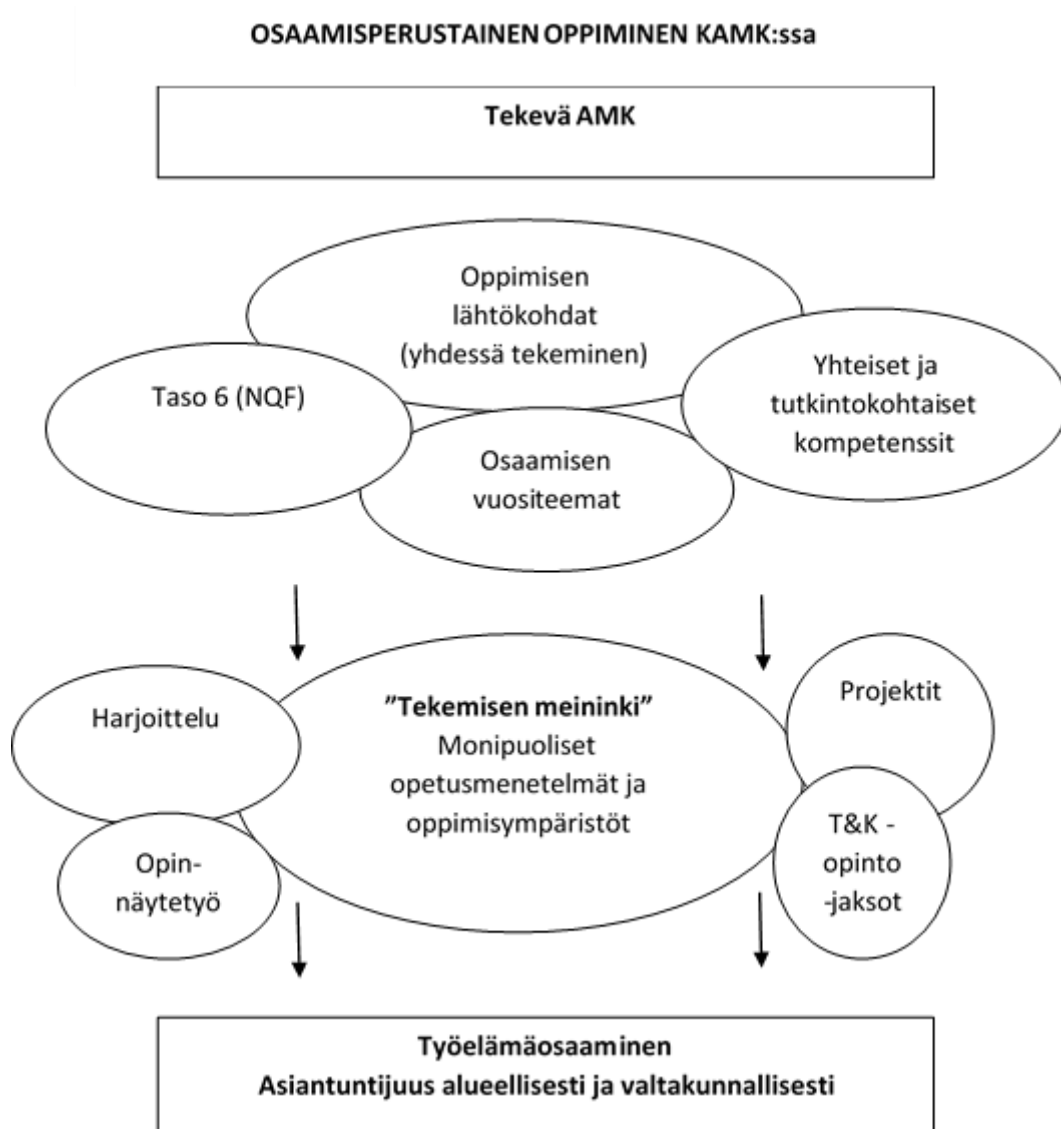 OSAAMISPERUSTAINEN OPPIMINEN KAMK:ssa
Tekevä AMK
Oppimisen
lähtökohdat
(yhdessä tekeminen)
Taso 6 (NQF)
Yhteiset ja
tutkintokohtaiset
kompetenssit
Osaamisen
vuositeemat
Harjoittelu
”Tekemisen meininki”
Monipuoliset
opetusmenetelmät ja
oppimisympäristöt
Projektit
Opin-
näytetyö
T&K -
opinto
-jaksot
Työelämäosaaminen
Asiantuntijuus alueellisesti ja valtakunnallisesti